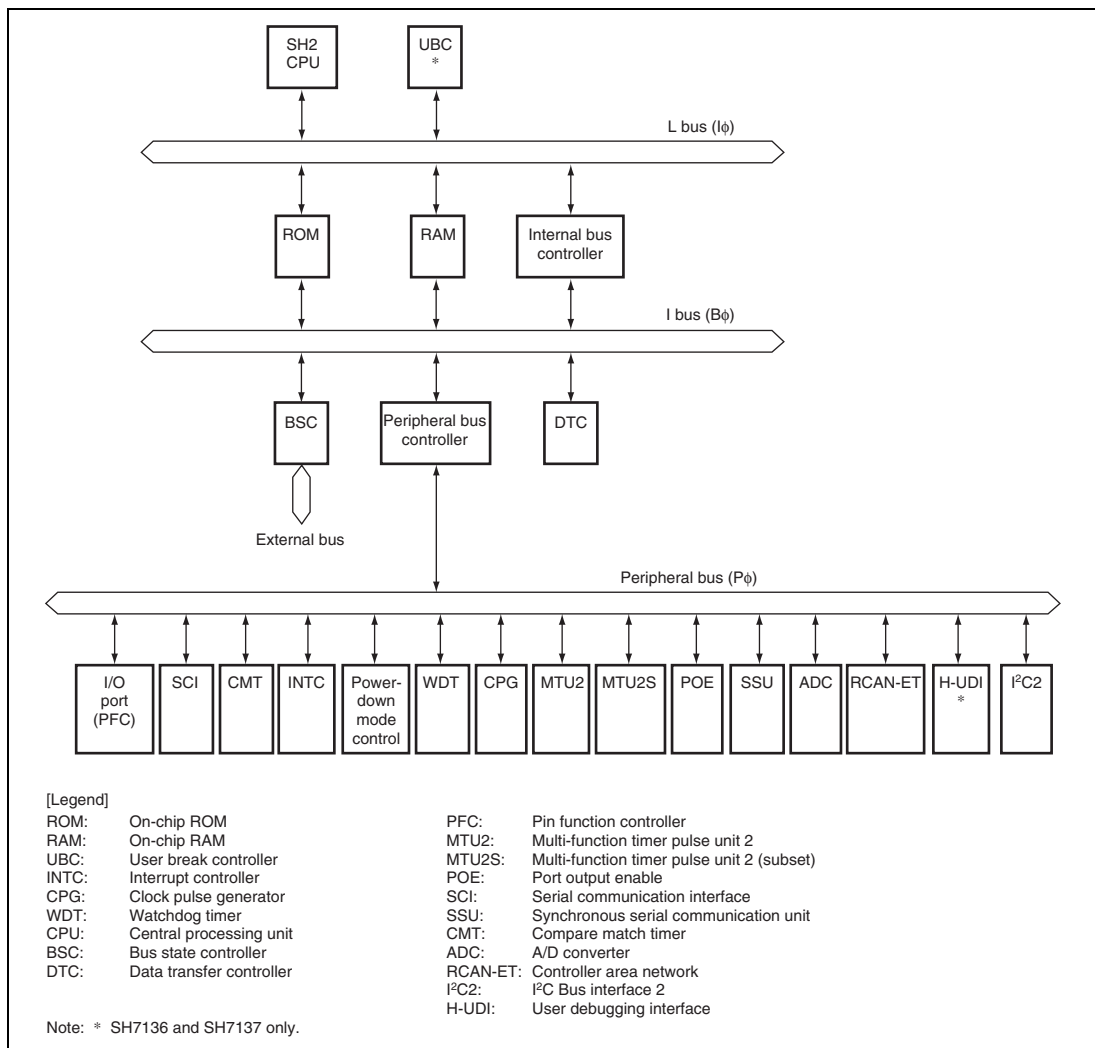 SH2
CPU
UBC
*
L bus (Iϕ)
ROM
RAM
Internal bus
controller
I bus (Bϕ)
BSC
Peripheral bus
controller
DTC
External bus
Peripheral bus (Pϕ)
I/O
port
(PFC)
SCI
CMT
INTC
Power-
down
mode
control
WDT
CPG
MTU2
MTU2S
POE
SSU
ADC
RCAN-ET
H-UDI
*
I²C2
[Legend]
ROM: On-chip ROM
RAM: On-chip RAM
UBC: User break controller
INTC: Interrupt controller
CPG: Clock pulse generator
WDT: Watchdog timer
CPU: Central processing unit
BSC: Bus state controller
DTC: Data transfer controller
PFC: Pin function controller
MTU2: Multi-function timer pulse unit 2
MTU2S: Multi-function timer pulse unit 2 (subset)
POE: Port output enable
SCI: Serial communication interface
SSU: Synchronous serial communication unit
CMT: Compare match timer
ADC: A/D converter
RCAN-ET: Controller area network
I²C2: I²C Bus interface 2
H-UDI: User debugging interface
Note: * SH7136 and SH7137 only.